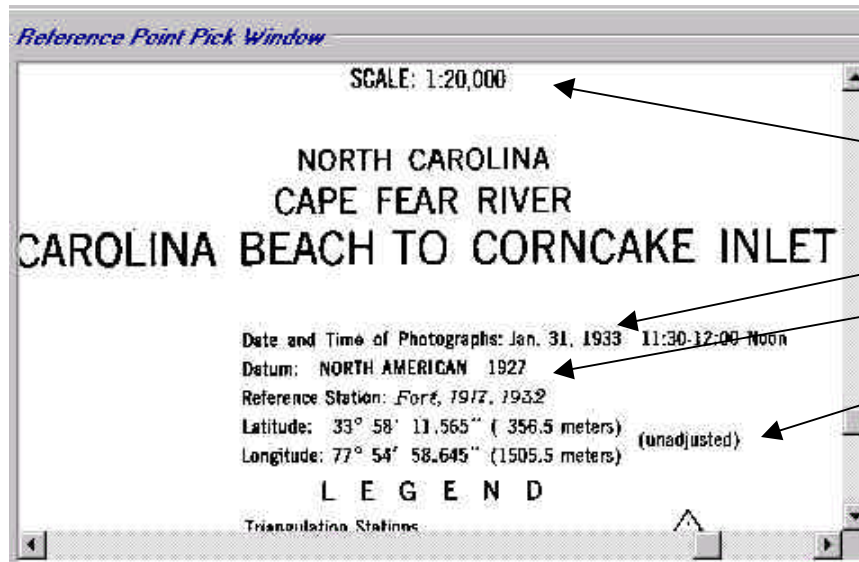 Reference Point Pick Window
SCALE: 1:20,000
NORTH CAROLINA
CAPE FEAR RIVER
CAROLINA BEACH TO CORNCAKE INLET
Date and Time of Photographs: Jan. 31, 1933 11:30-12:00 Noon
Datum: NORTH AMERICAN 1927
Reference Station: Fort, 1917, 1932
Latitude: 33° 58' 11.565" ( 356.5 meters)
(unadjusted)
Longitude: 77° 54' 58.645" (1505.5 meters)
LEGEND
Triangulation Stations